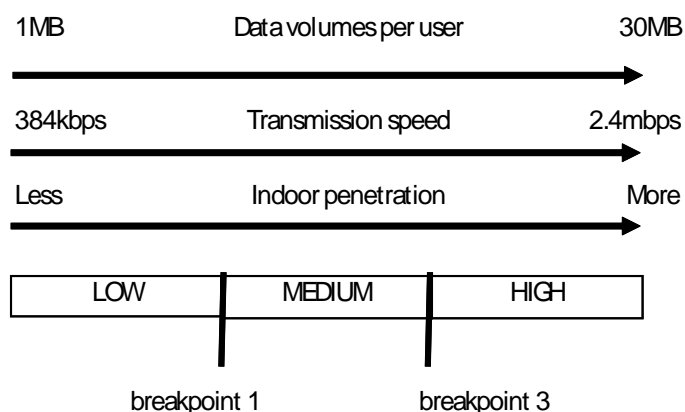 1MB Data volumes per user 30MB
384kbps Transmission speed 2.4mbps
Less Indoor penetration More
LOW MEDIUM HIGH
breakpoint 1 breakpoint 3